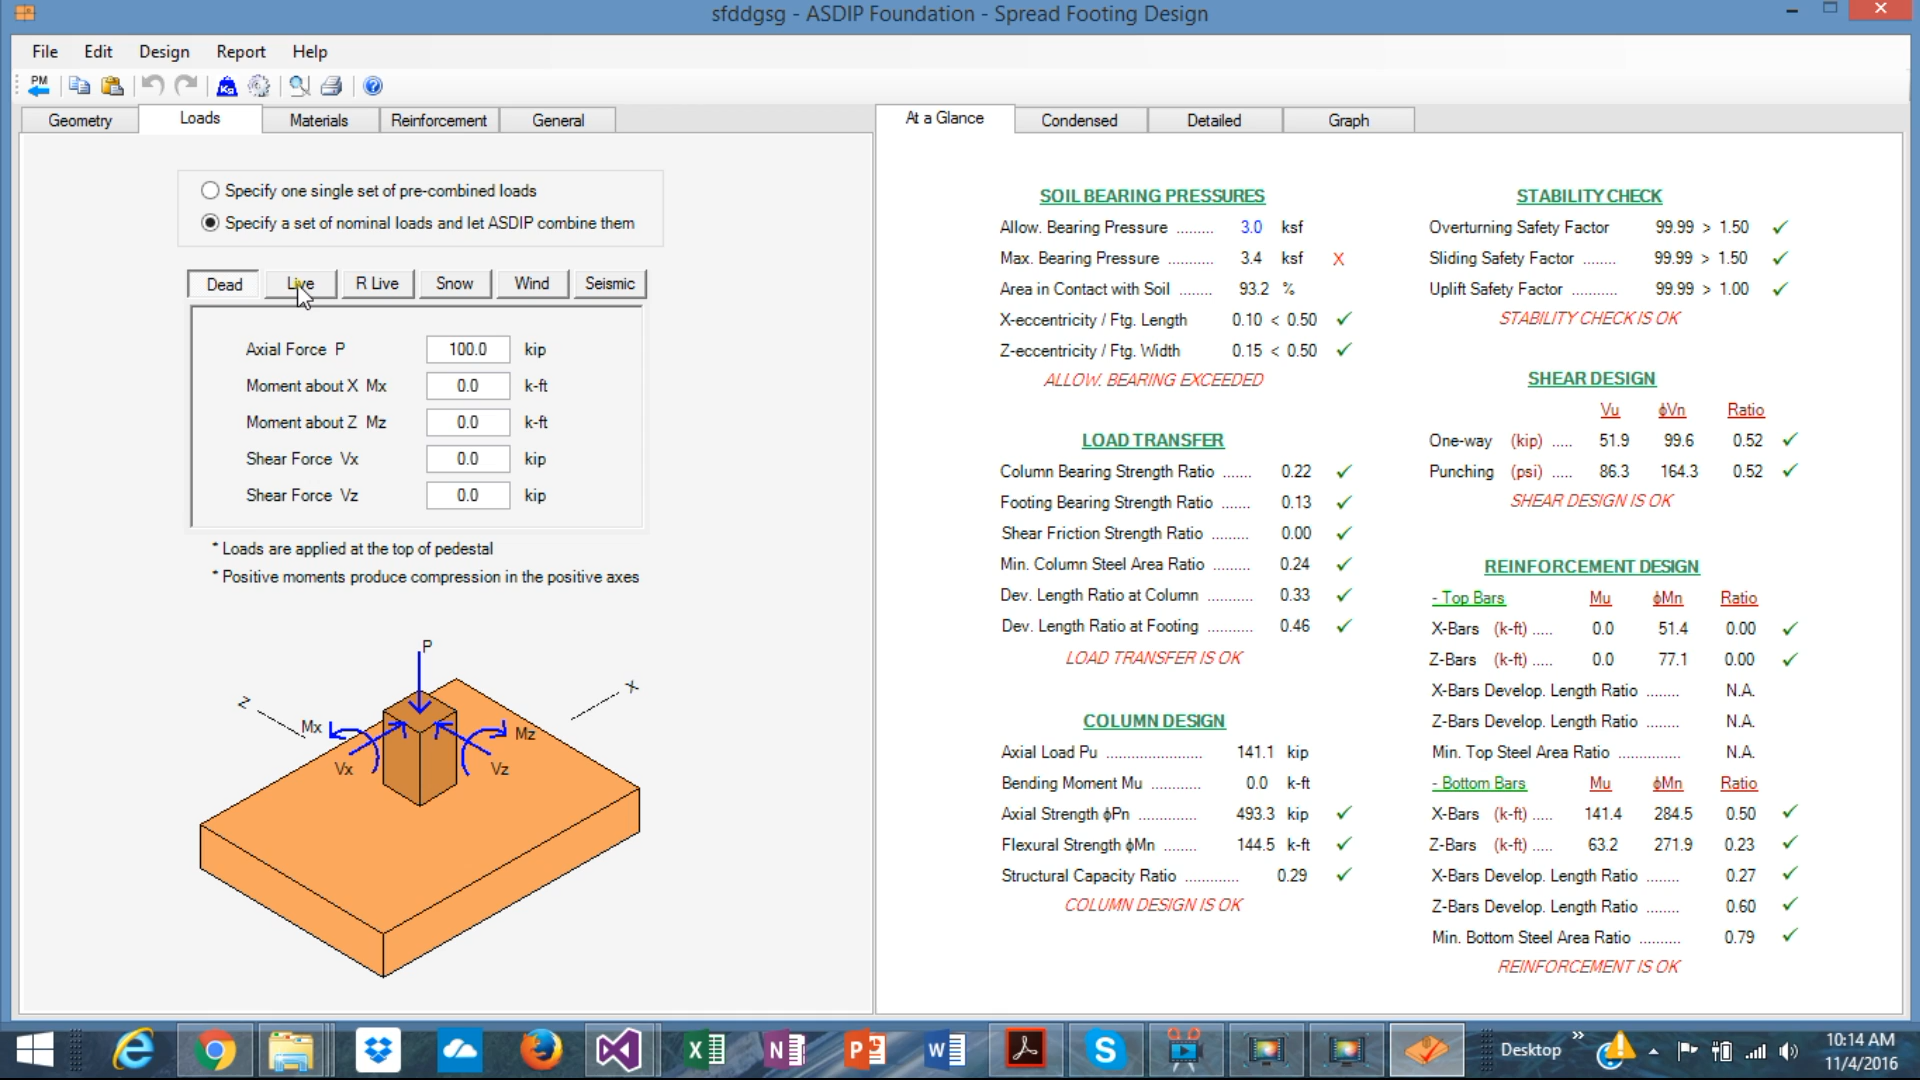 sfddgsg - ASDIP Foundation - Spread Footing Design
File Edit Design Report Help
PM
Kg
Geometry Loads Materials Reinforcement General
At a Glance Condensed Detailed Graph
Specify one single set of pre-combined loads
Specify a set of nominal loads and let ASDIP combine them
Dead Live R Live Snow Wind Seismic
Axial Force P 100.0 kip
Moment about X Mx 0.0 k-ft
Moment about Z Mz 0.0 k-ft
Shear Force Vx 0.0 kip
Shear Force Vz 0.0 kip
* Loads are applied at the top of pedestal
* Positive moments produce compression in the positive axes
P
Z
X
Mx
Mz
Vx
Vz
SOIL BEARING PRESSURES
Allow. Bearing Pressure ........ 3.0 ksf
Max. Bearing Pressure ........... 3.4 ksf X
Area in Contact with Soil ....... 93.2 %
X-eccentricity / Ftg. Length 0.10 < 0.50 ✓
Z-eccentricity / Ftg. Width 0.15 < 0.50 ✓
ALLOW. BEARING EXCEEDED
LOAD TRANSFER
Column Bearing Strength Ratio ....... 0.22 ✓
Footing Bearing Strength Ratio ....... 0.13 ✓
Shear Friction Strength Ratio ......... 0.00 ✓
Min. Column Steel Area Ratio ......... 0.24 ✓
Dev. Length Ratio at Column ........... 0.33 ✓
Dev. Length Ratio at Footing ........... 0.46 ✓
LOAD TRANSFER IS OK
COLUMN DESIGN
Axial Load Pu ....................... 141.1 kip
Bending Moment Mu ............ 0.0 k-ft
Axial Strength ϕPn .............. 493.3 kip ✓
Flexural Strength ϕMn ........ 144.5 k-ft ✓
Structural Capacity Ratio ............. 0.29 ✓
COLUMN DESIGN IS OK
STABILITY CHECK
Overturning Safety Factor 99.99 > 1.50 ✓
Sliding Safety Factor ........ 99.99 > 1.50 ✓
Uplift Safety Factor ........... 99.99 > 1.00 ✓
STABILITY CHECK IS OK
SHEAR DESIGN
Vu ϕVn Ratio
One-way (kip) ..... 51.9 99.6 0.52 ✓
Punching (psi) ..... 86.3 164.3 0.52 ✓
SHEAR DESIGN IS OK
REINFORCEMENT DESIGN
- Top Bars Mu ϕMn Ratio
X-Bars (k-ft) ..... 0.0 51.4 0.00 ✓
Z-Bars (k-ft) ..... 0.0 77.1 0.00 ✓
X-Bars Develop. Length Ratio ........ N.A.
Z-Bars Develop. Length Ratio ........ N.A.
Min. Top Steel Area Ratio ............... N.A.
- Bottom Bars Mu ϕMn Ratio
X-Bars (k-ft) ..... 141.4 284.5 0.50 ✓
Z-Bars (k-ft) ..... 63.2 271.9 0.23 ✓
X-Bars Develop. Length Ratio ........ 0.27 ✓
Z-Bars Develop. Length Ratio ........ 0.60 ✓
Min. Bottom Steel Area Ratio .......... 0.79 ✓
REINFORCEMENT IS OK
Desktop
10:14 AM
11/4/2016